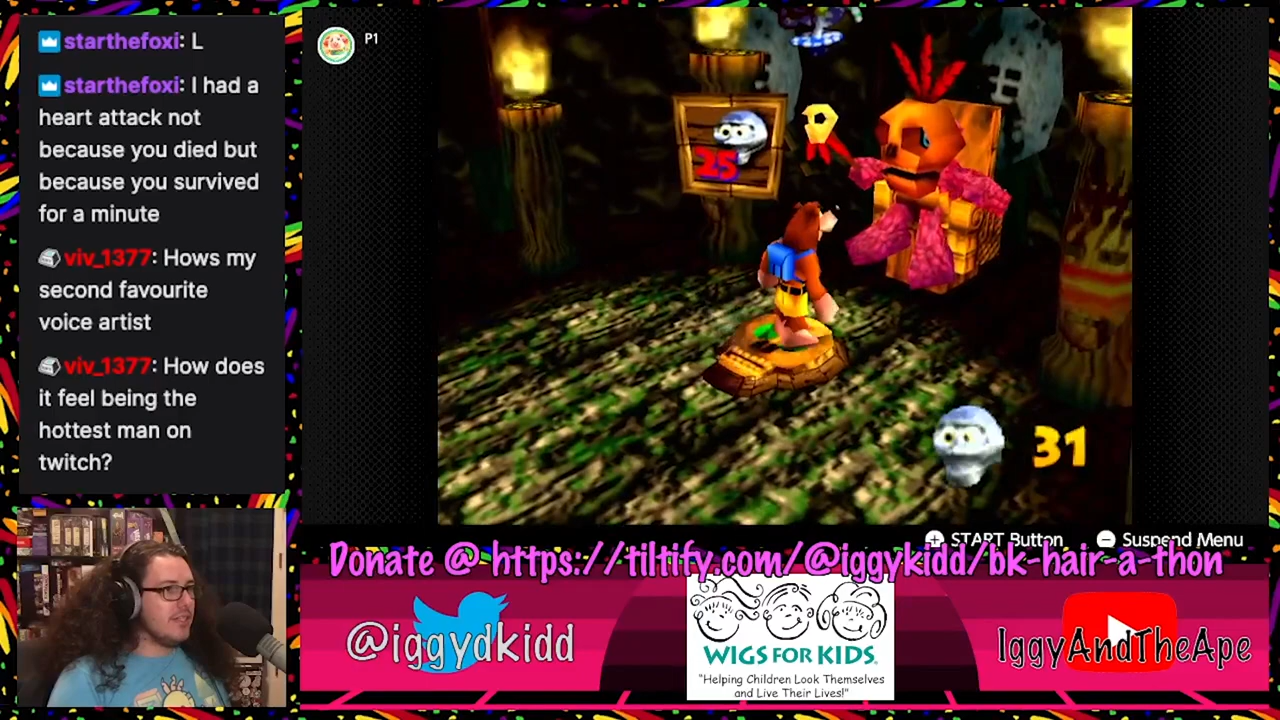 starthefoxi: L
starthefoxi: I had a
heart attack not
because you died but
because you survived
for a minute
viv_1377: Hows my
second favourite
voice artist
viv_1377: How does
it feel being the
hottest man on
twitch?
P1
25
31
START Button
Suspend Menu
Donate @ https://tiltify.com/@iggykidd/bk-hair-a-thon
@iggydkidd
WIGS FOR KIDS.
"Helping Children Look Themselves
and Live Their Lives!"
IggyAndTheApe